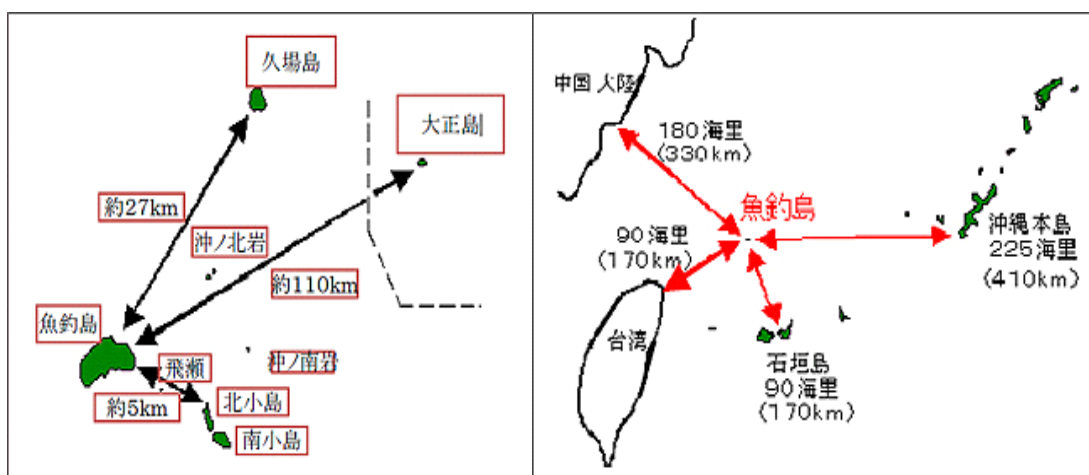 久場島
大正島
約27km
沖ノ北岩
約110km
魚釣島
飛瀬
沖ノ南岩
約5km
北小島
南小島
中国大陸
180海里
(330km)
魚釣島
90海里
(170km)
沖縄本島
225海里
(410km)
台湾
石垣島
90海里
(170km)